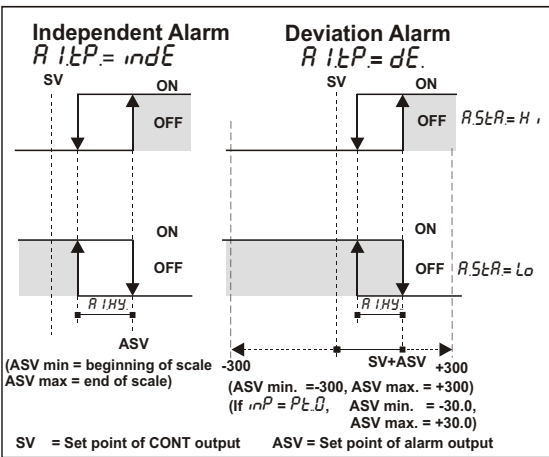 Independent Alarm
A1.tP.= indE
SV
ON
OFF
ON
OFF
A1.HY.
ASV
(ASV min = beginning of scale
ASV max = end of scale)
Deviation Alarm
A1.tP.= dE.
SV
ON
OFF
A.StA.= Hi
ON
OFF
A.StA.= Lo
A1.HY.
SV+ASV
-300
+300
(ASV min. =-300, ASV max. = +300)
(If inP = Pt.0, ASV min. = -30.0,
ASV max. = +30.0)
SV = Set point of CONT output ASV = Set point of alarm output